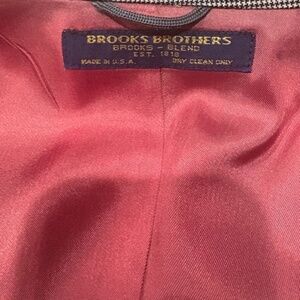 BROOKS BROTHERS
BROOKS - BLEND
EST. 1818
MADE IN U.S.A. DRY CLEAN ONLY